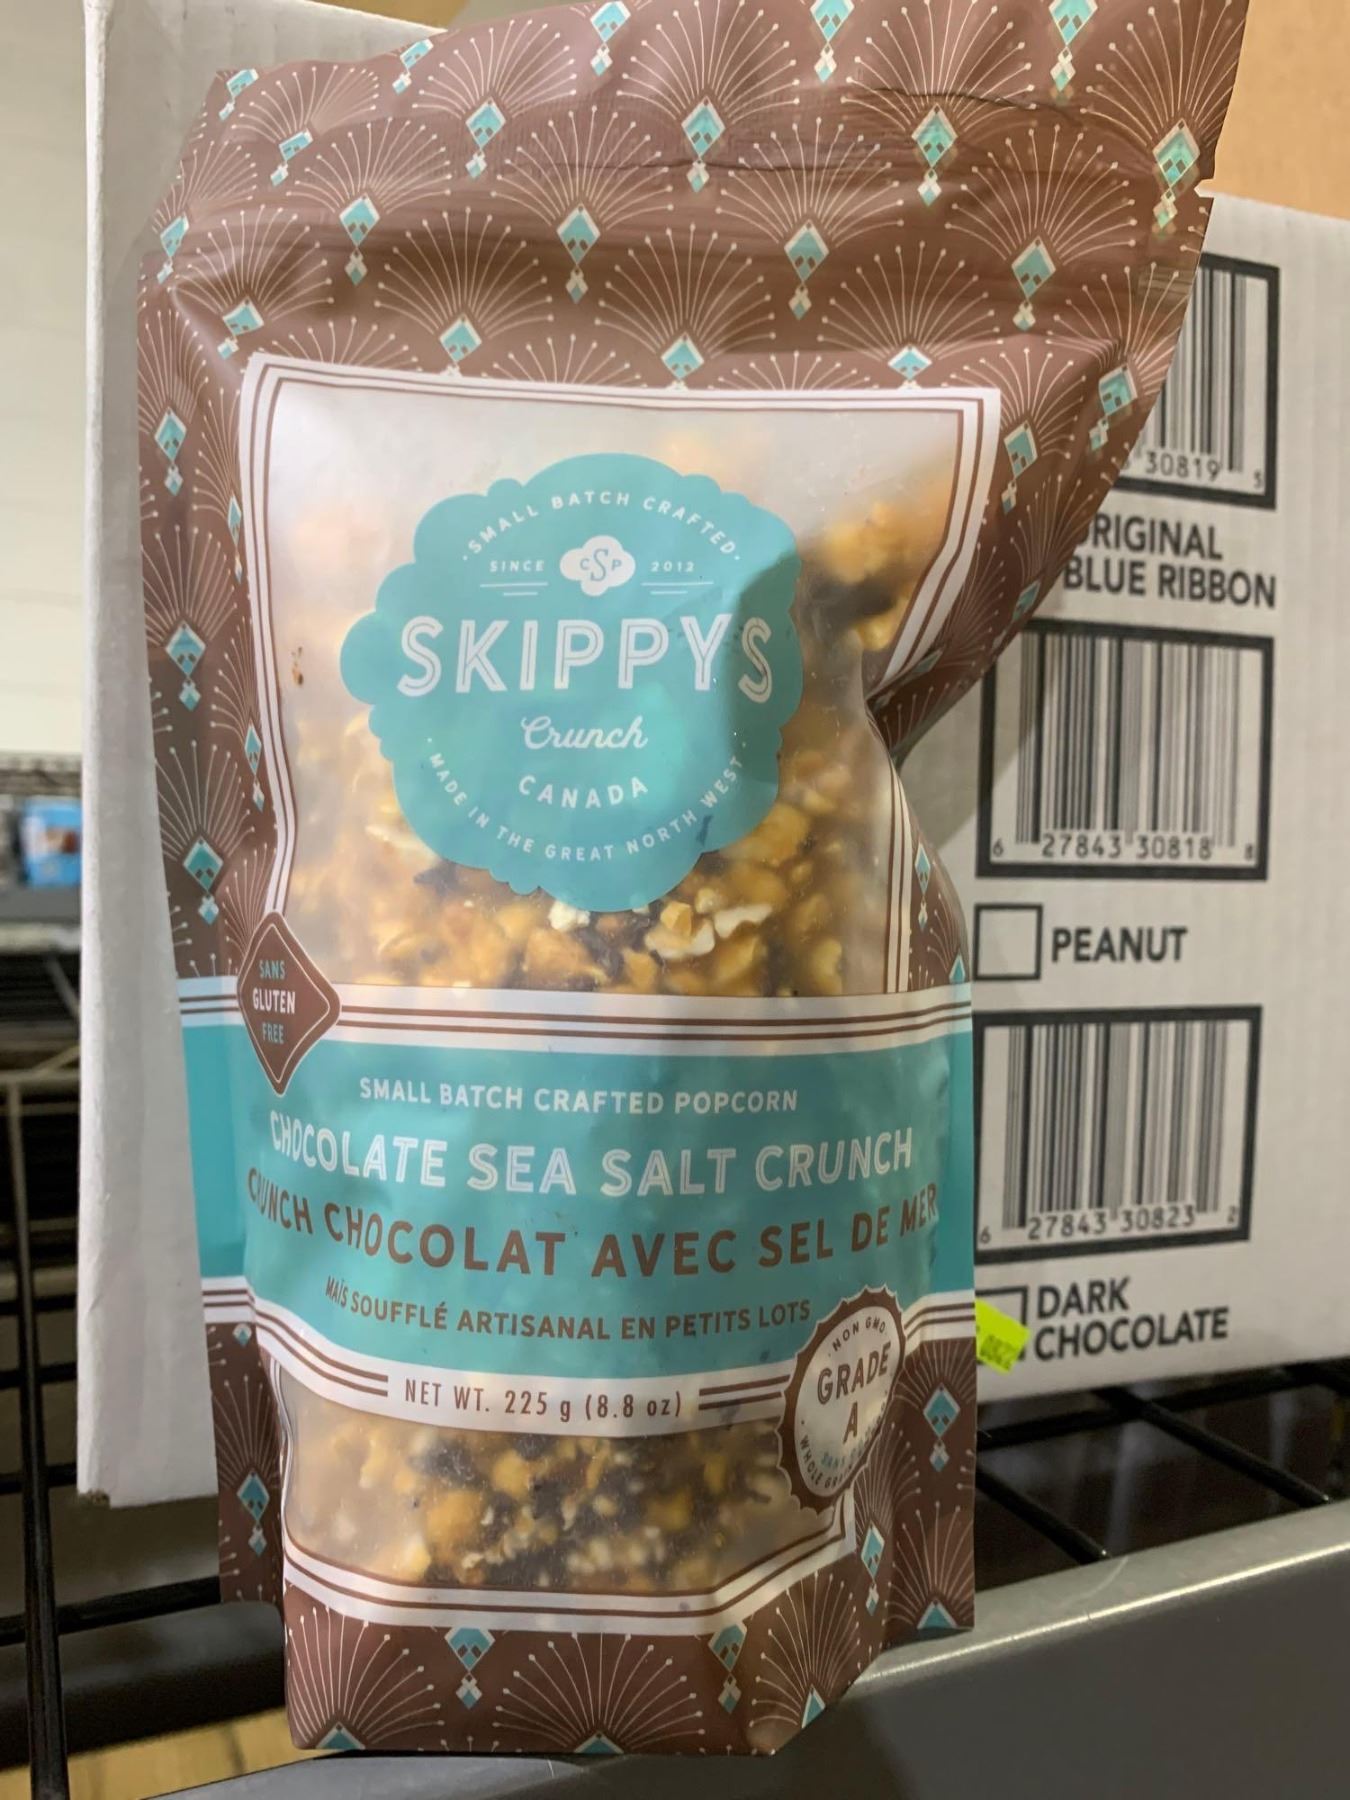 SMALL BATCH CRAFTED
SINCE CSP 2012
SKIPPYS
Crunch
CANADA
MADE IN THE GREAT NORTH WEST
SANS
GLUTEN
FREE
SMALL BATCH CRAFTED POPCORN
CHOCOLATE SEA SALT CRUNCH
CRUNCH CHOCOLAT AVEC SEL DE MER
MAÏS SOUFFLÉ ARTISANAL EN PETITS LOTS
NET WT. 225 g (8.8 oz)
NON GMO
GRADE
A
WHOLE
30819 5
BLUE RIBBON
6 27843 30818 8
PEANUT
6 27843 30823 2
DARK
CHOCOLATE